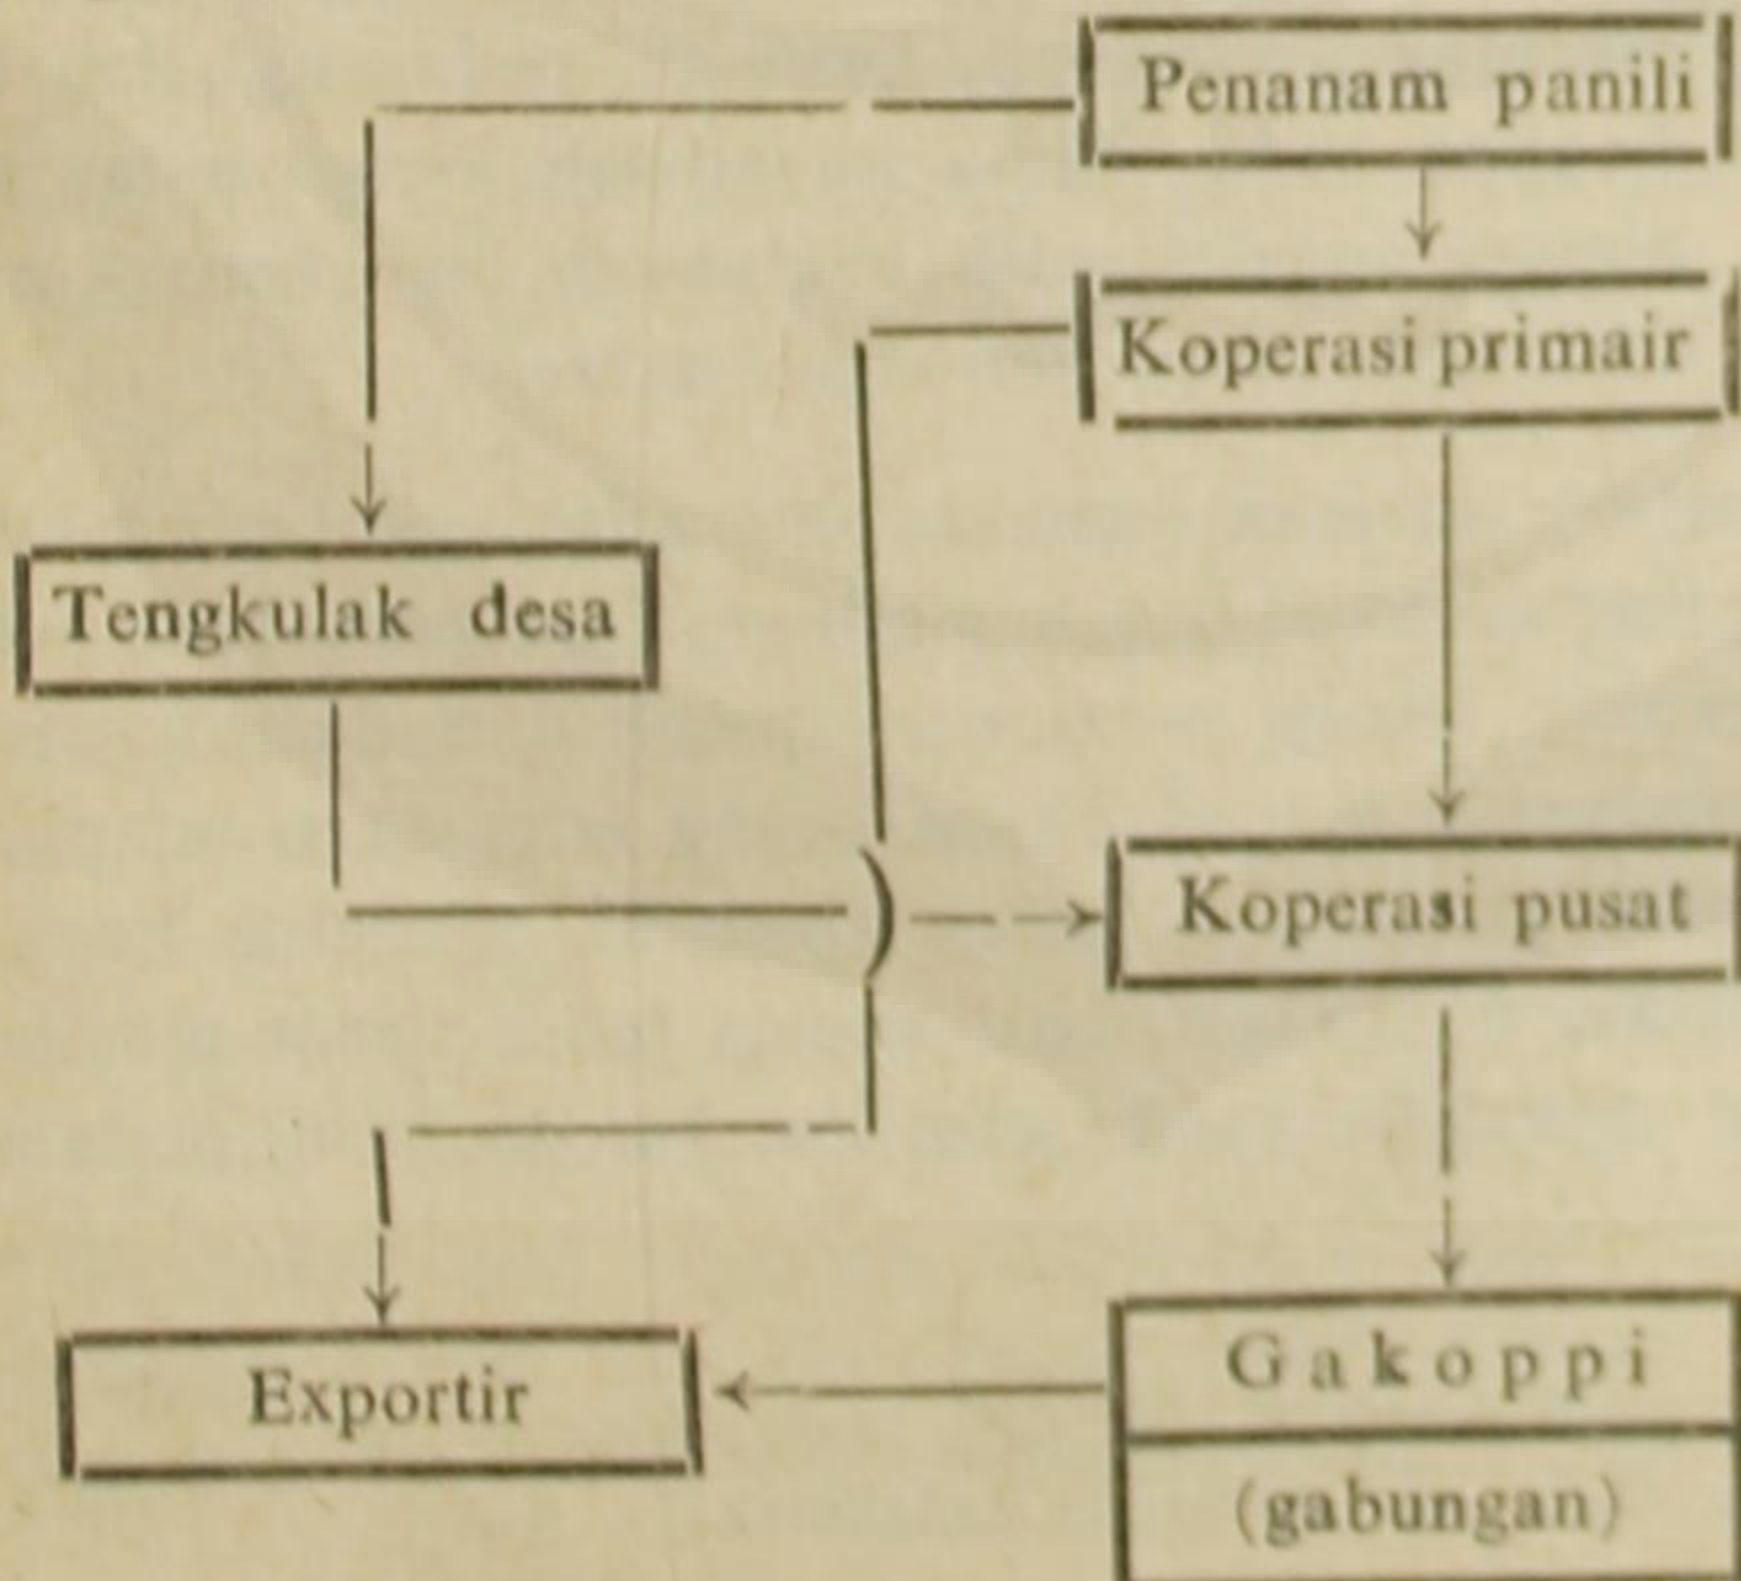 Penanam panili
Koperasi primair
Tengkulak desa
Koperasi pusat
Exportir
Gakoppi
(gabungan)